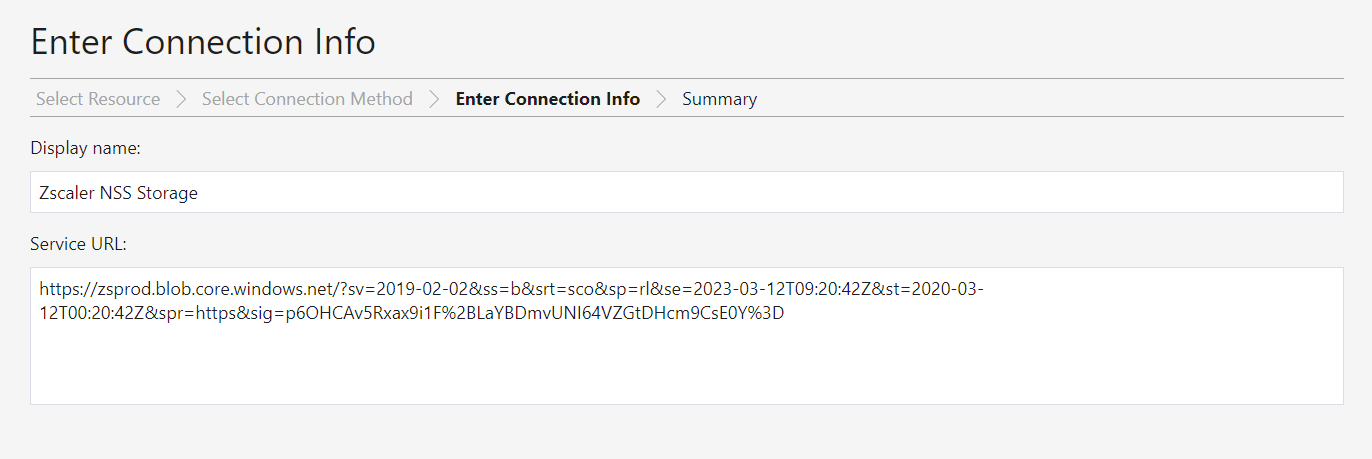 Enter Connection Info
Select Resource > Select Connection Method > Enter Connection Info > Summary
Display name:
Zscaler NSS Storage
Service URL:
https://zsprod.blob.core.windows.net/?sv=2019-02-02&ss=b&srt=sco&sp=rl&se=2023-03-12T09:20:42Z&st=2020-03-
12T00:20:42Z&spr=https&sig=p6OHCAv5Rxax9i1F%2BLaYBDmvUNI64VZGtDHcm9CsE0Y%3D